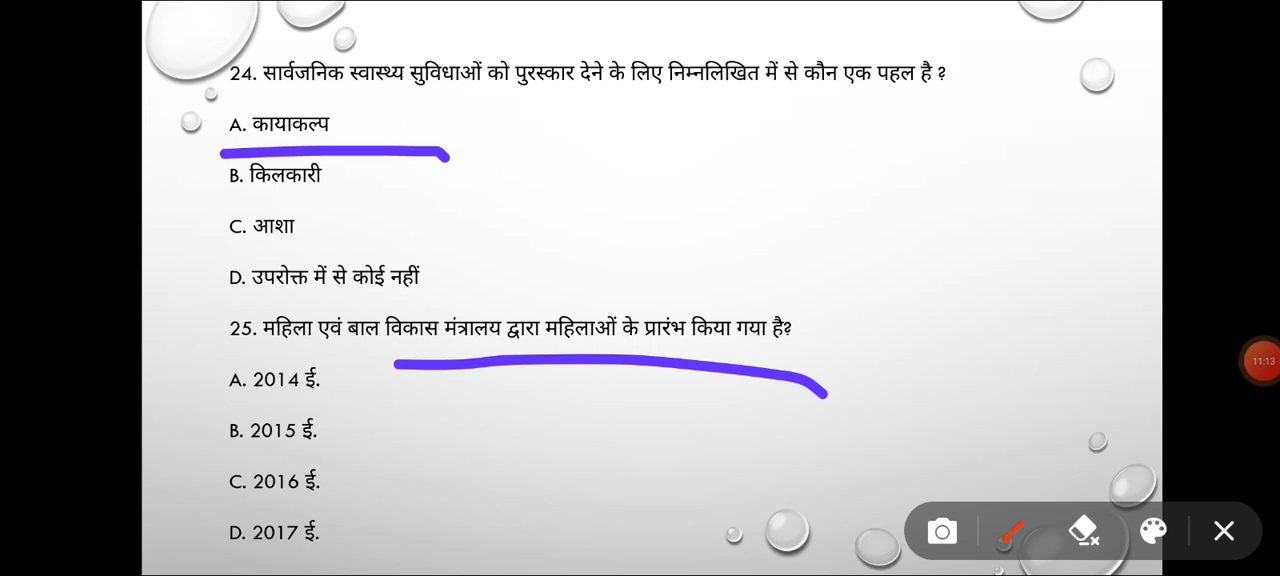 24. सार्वजनिक स्वास्थ्य सुविधाओं को पुरस्कार देने के लिए निम्नलिखित में से कौन एक पहल है ?
A. कायाकल्प
B. किलकारी
C. आशा
D. उपरोक्त में से कोई नहीं
25. महिला एवं बाल विकास मंत्रालय द्वारा महिलाओं के प्रारंभ किया गया है?
A. 2014 ई.
B. 2015 ई.
C. 2016 ई.
D. 2017 ई.
11:13